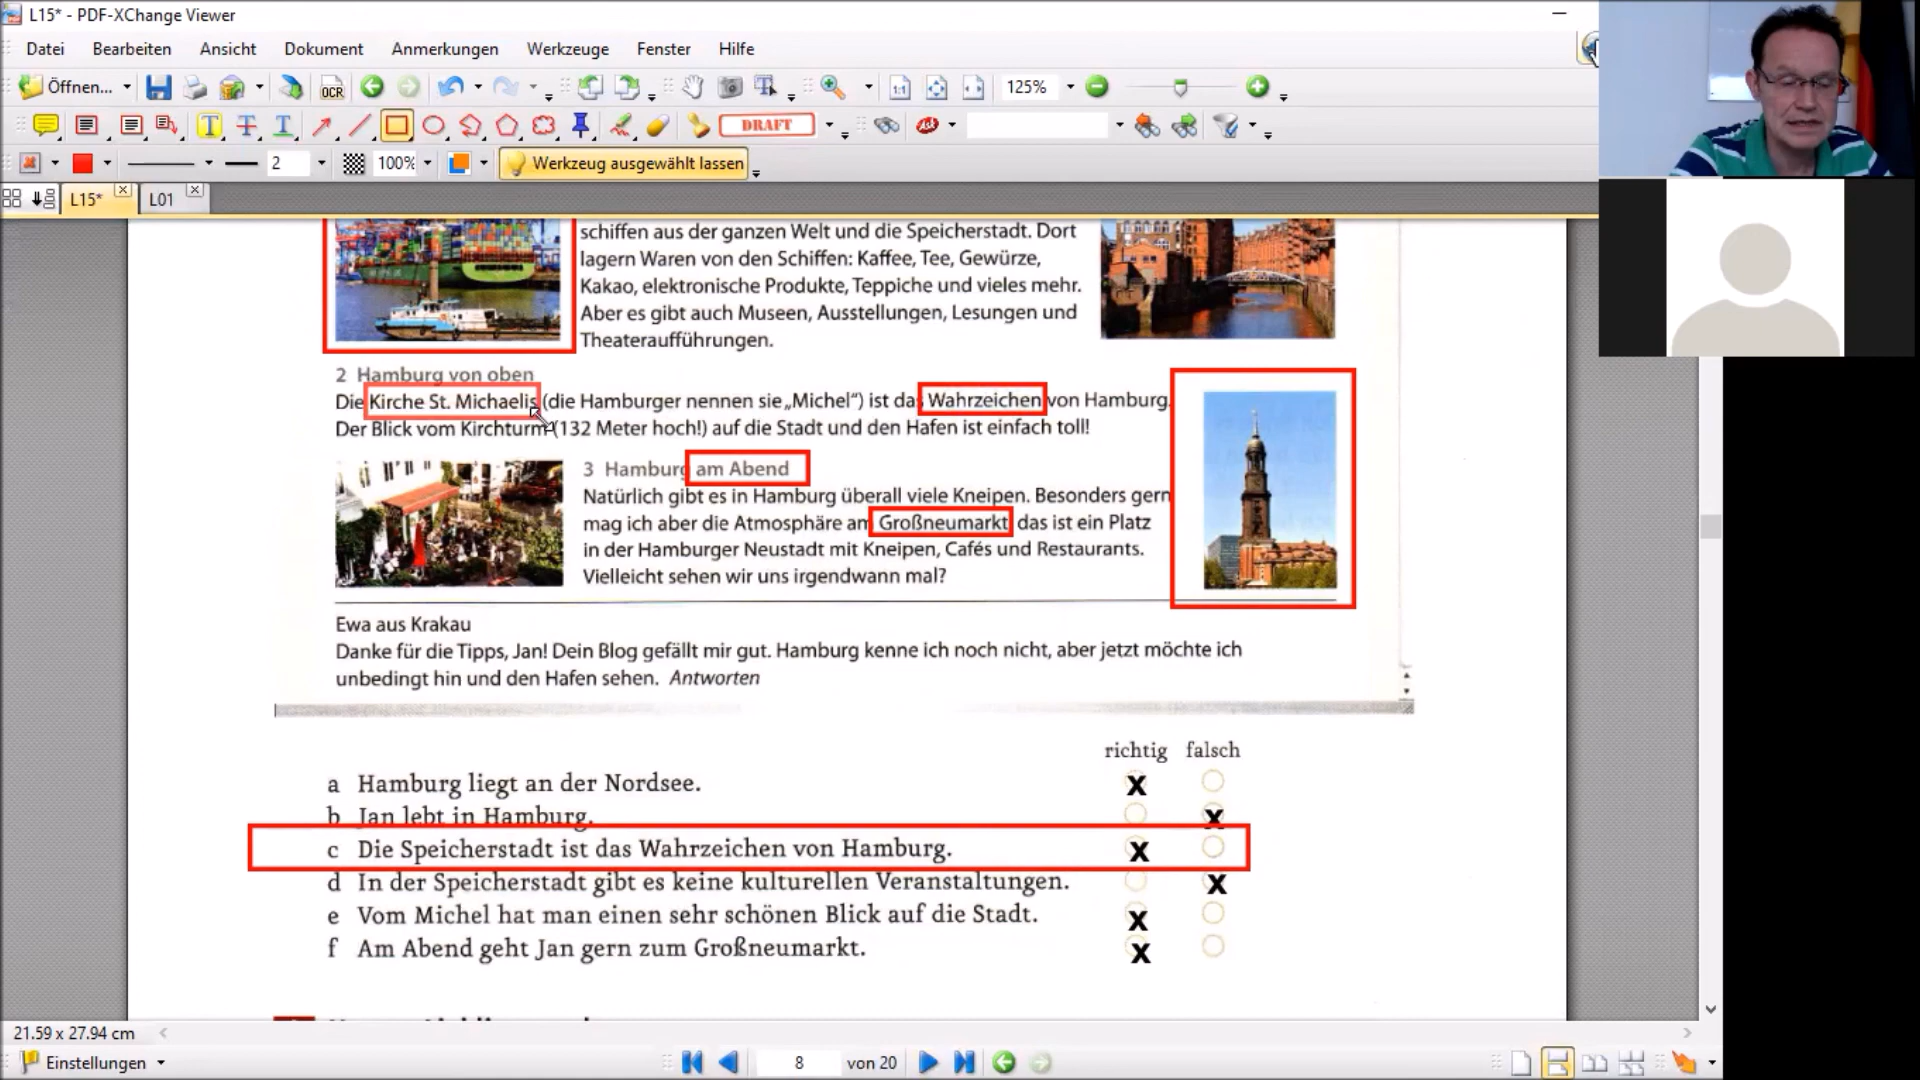 L15* - PDF-XChange Viewer
Datei Bearbeiten Ansicht Dokument Anmerkungen Werkzeuge Fenster Hilfe
Öffnen... OCR 1:1 125%
DRAFT
2 100% Werkzeug ausgewählt lassen
L15* L01
schiffen aus der ganzen Welt und die Speicherstadt. Dort
lagern Waren von den Schiffen: Kaffee, Tee, Gewürze,
Kakao, elektronische Produkte, Teppiche und vieles mehr.
Aber es gibt auch Museen, Ausstellungen, Lesungen und
Theateraufführungen.
2 Hamburg von oben
Die Kirche St. Michaelis (die Hamburger nennen sie „Michel“) ist das Wahrzeichen von Hamburg.
Der Blick vom Kirchturm (132 Meter hoch!) auf die Stadt und den Hafen ist einfach toll!
3 Hamburg am Abend
Natürlich gibt es in Hamburg überall viele Kneipen. Besonders gern
mag ich aber die Atmosphäre am Großneumarkt, das ist ein Platz
in der Hamburger Neustadt mit Kneipen, Cafés und Restaurants.
Vielleicht sehen wir uns irgendwann mal?
Ewa aus Krakau
Danke für die Tipps, Jan! Dein Blog gefällt mir gut. Hamburg kenne ich noch nicht, aber jetzt möchte ich
unbedingt hin und den Hafen sehen. Antworten
richtig falsch
a Hamburg liegt an der Nordsee. X
b Jan lebt in Hamburg. X
c Die Speicherstadt ist das Wahrzeichen von Hamburg. X
d In der Speicherstadt gibt es keine kulturellen Veranstaltungen. X
e Vom Michel hat man einen sehr schönen Blick auf die Stadt. X
f Am Abend geht Jan gern zum Großneumarkt. X
21.59 x 27.94 cm
Einstellungen 8 von 20